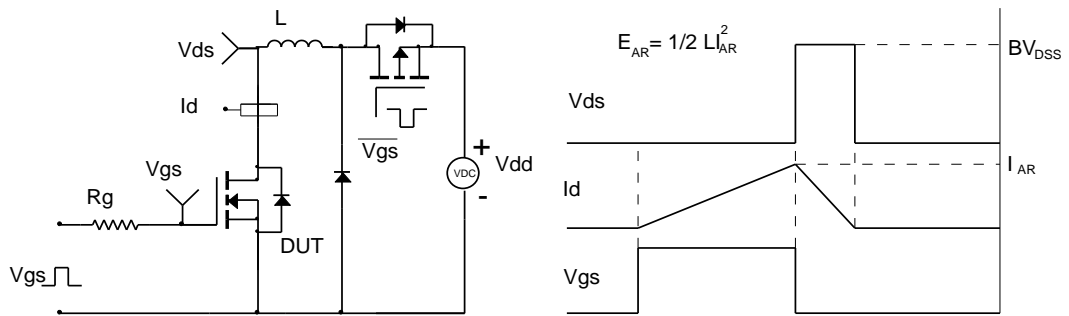 L
Vds
Id
Vgs
Vgs
+
Vdd
VDC
-
Rg
DUT
Vgs
E_AR = 1/2 LI_AR^2
BV_DSS
Vds
I_AR
Id
Vgs